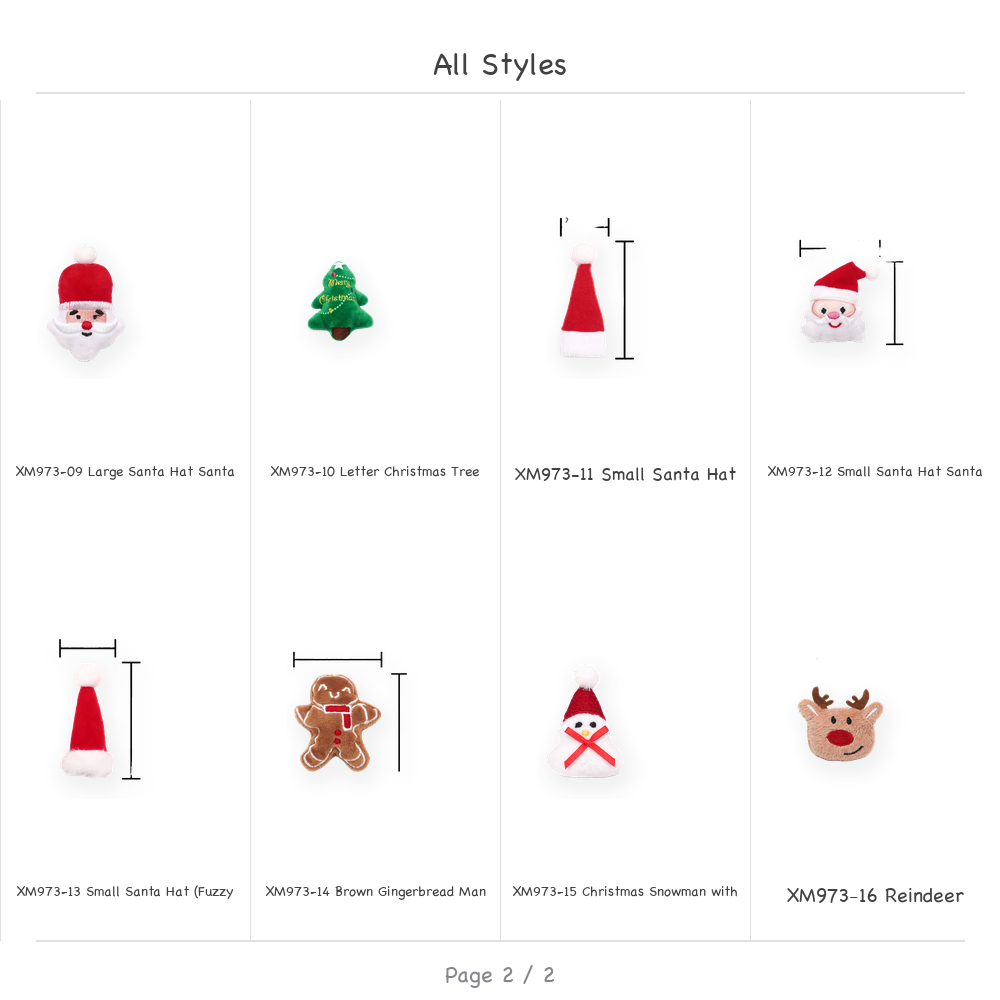 All Styles
Merry
Christmas
XM973-09 Large Santa Hat Santa
XM973-10 Letter Christmas Tree
XM973-11 Small Santa Hat
XM973-12 Small Santa Hat Santa
XM973-13 Small Santa Hat (Fuzzy
XM973-14 Brown Gingerbread Man
XM973-15 Christmas Snowman with
XM973-16 Reindeer
Page 2 / 2